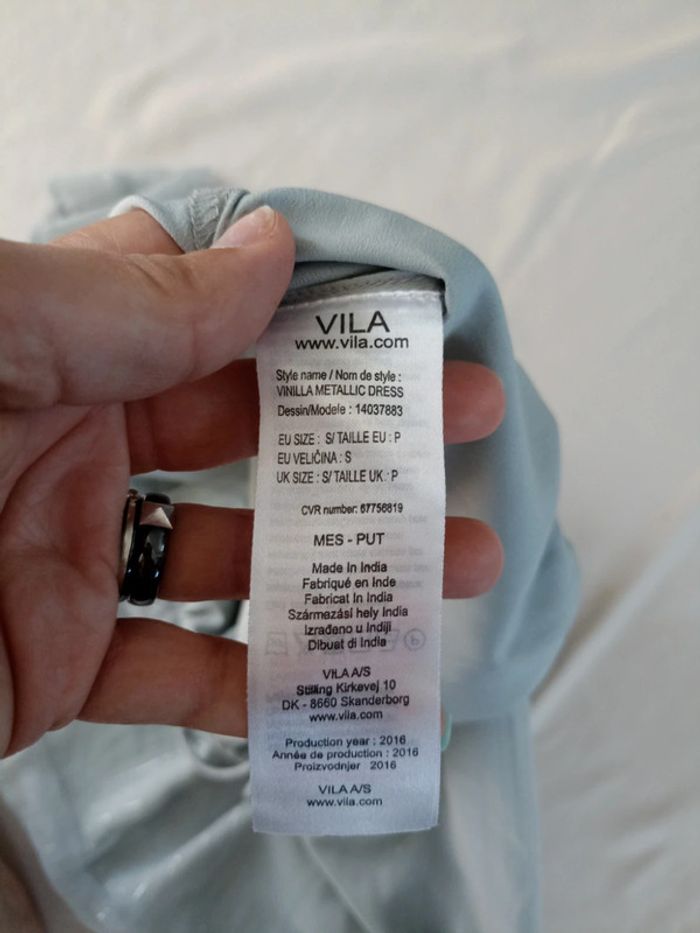 VILA
www.vila.com
Style name / Nom de style :
VINILLA METALLIC DRESS
Dessin/Modele : 14037883
EU SIZE : S/ TAILLE EU : P
EU VELIČINA : S
UK SIZE : S/ TAILLE UK : P
CVR number: 67756819
MES - PUT
Made In India
Fabriqué en Inde
Fabricat In India
Származási hely India
Izrađeno u Indiji
Dibuat di India
VILA A/S
Stilling Kirkevej 10
DK - 8660 Skanderborg
www.vila.com
Production year : 2016
Année de production : 2016
Proizvodnjer 2016
VILA A/S
www.vila.com